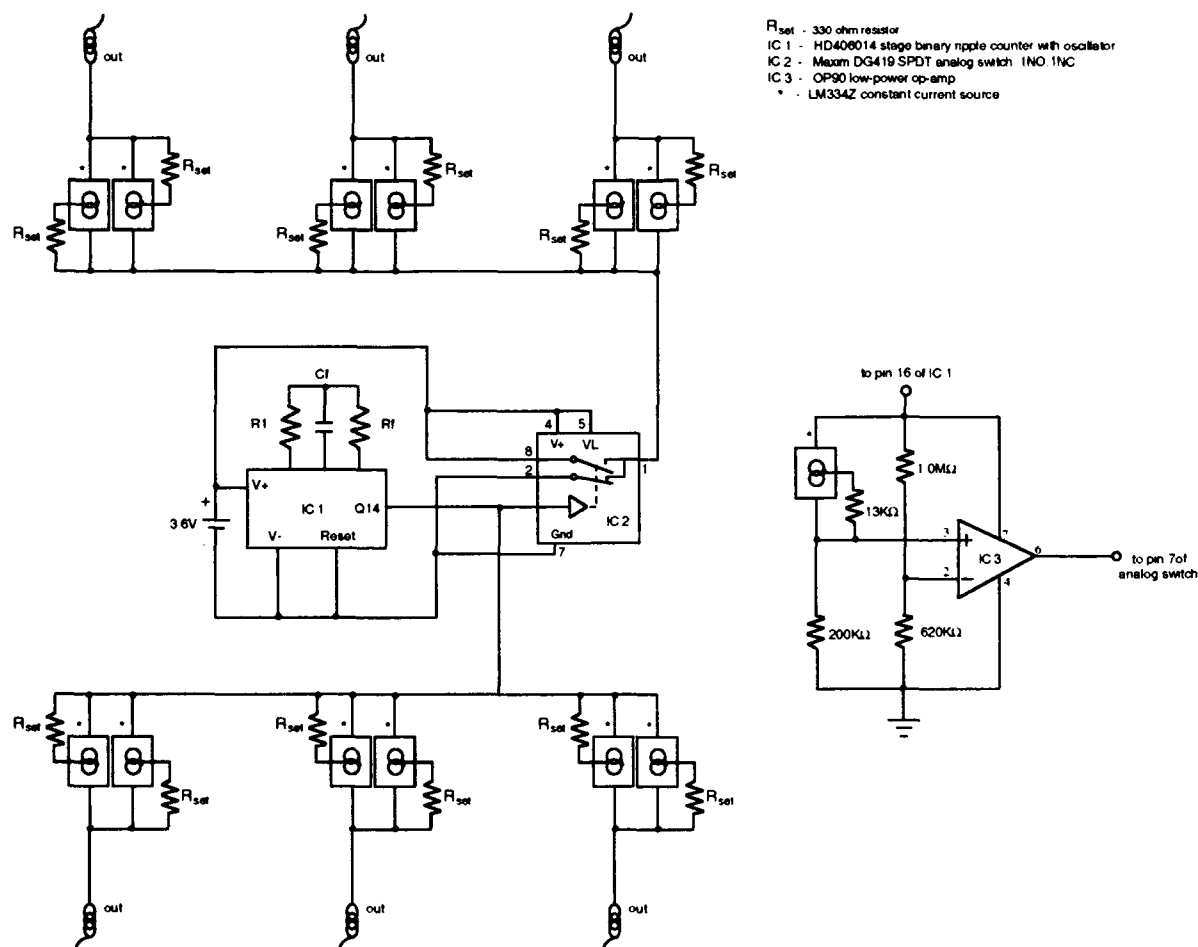 out
out
out
Rset - 330 ohm resistor
IC 1 - HD406014 stage binary ripple counter with oscillator
IC 2 - Maxim DG419 SPDT analog switch 1NO, 1NC
IC 3 - OP90 low-power op-amp
* - LM334Z constant current source
* * Rset
* * Rset
* * Rset
Rset
Rset
Rset
Cf
R1
Rf
V+
IC 1
Q14
V-
Reset
+
3.6V
4
5
V+
VL
8
2
1
IC 2
Gnd
7
to pin 16 of IC 1
*
1.0MΩ
13KΩ
3
+
7
IC 3
6
2
-
4
to pin 7of
analog switch
200KΩ
620KΩ
Rset
* *
Rset
* *
Rset
* *
Rset
Rset
Rset
out
out
out